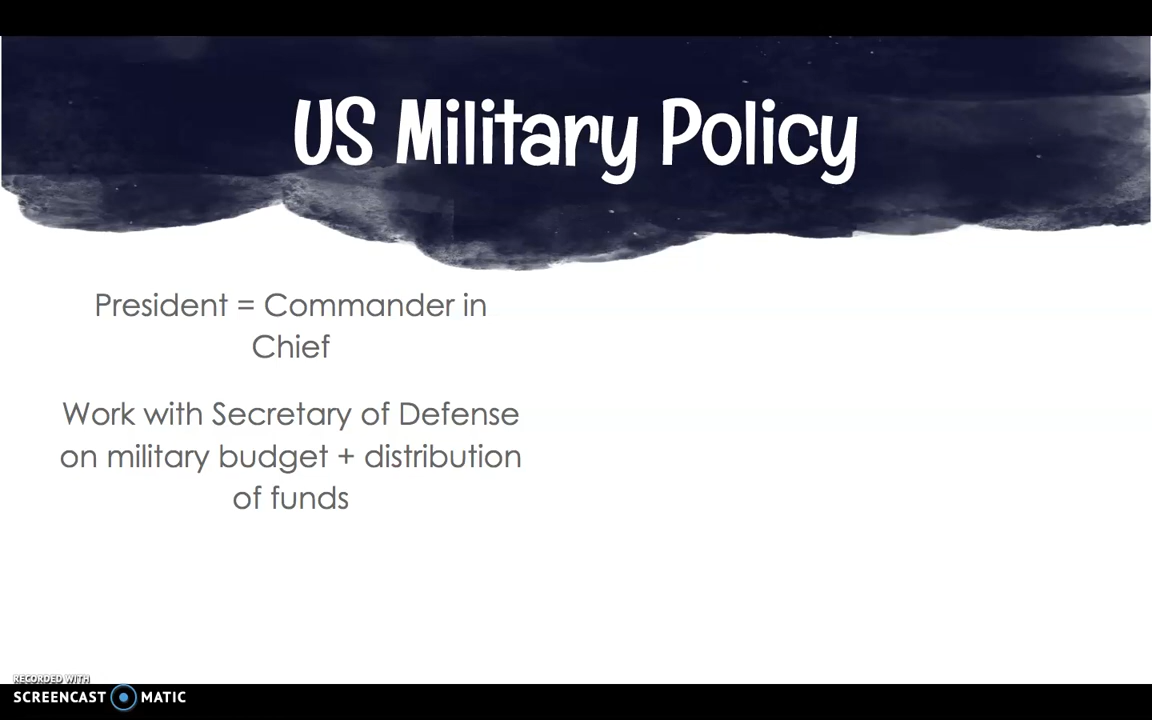 US Military Policy
President = Commander in
Chief
Work with Secretary of Defense
on military budget + distribution
of funds
RECORDED WITH
SCREENCAST MATIC